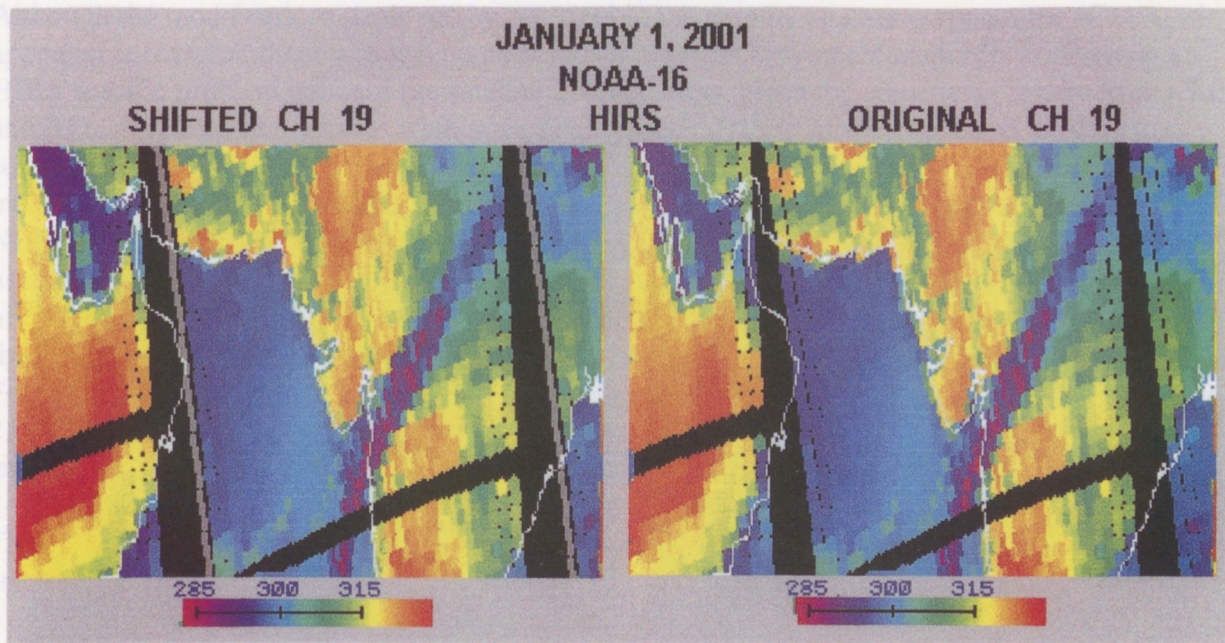 JANUARY 1, 2001
NOAA-16
SHIFTED CH 19 HIRS ORIGINAL CH 19
285 300 315 285 300 315